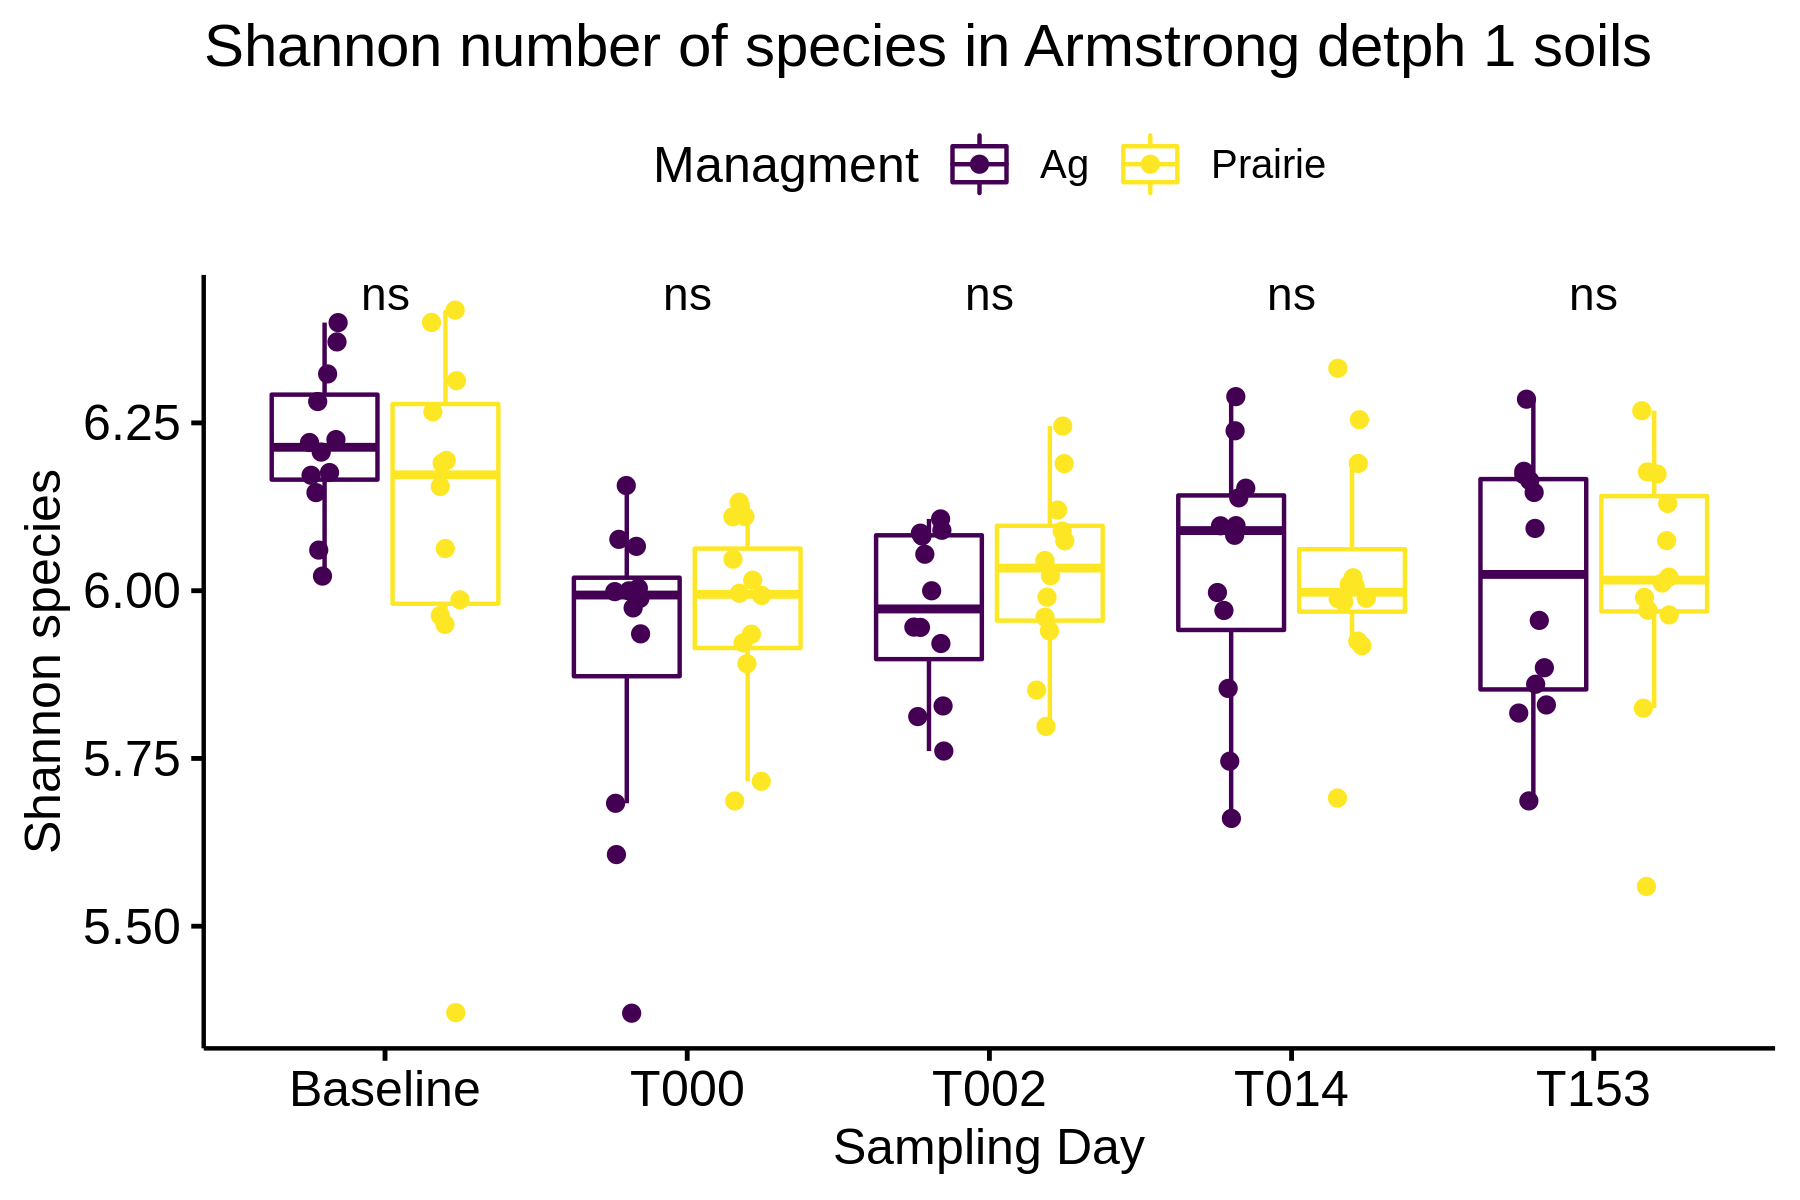 Shannon number of species in Armstrong detph 1 soils
Managment Ag Prairie
ns ns ns ns ns
6.25
6.00
5.75
5.50
Shannon species
Baseline T000 T002 T014 T153
Sampling Day